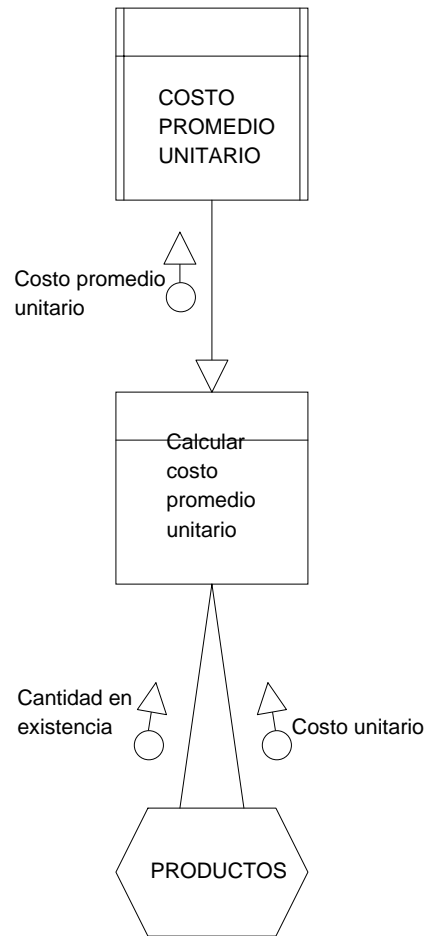 COSTO
PROMEDIO
UNITARIO
Costo promedio
unitario
Calcular
costo
promedio
unitario
Cantidad en
existencia
Costo unitario
PRODUCTOS